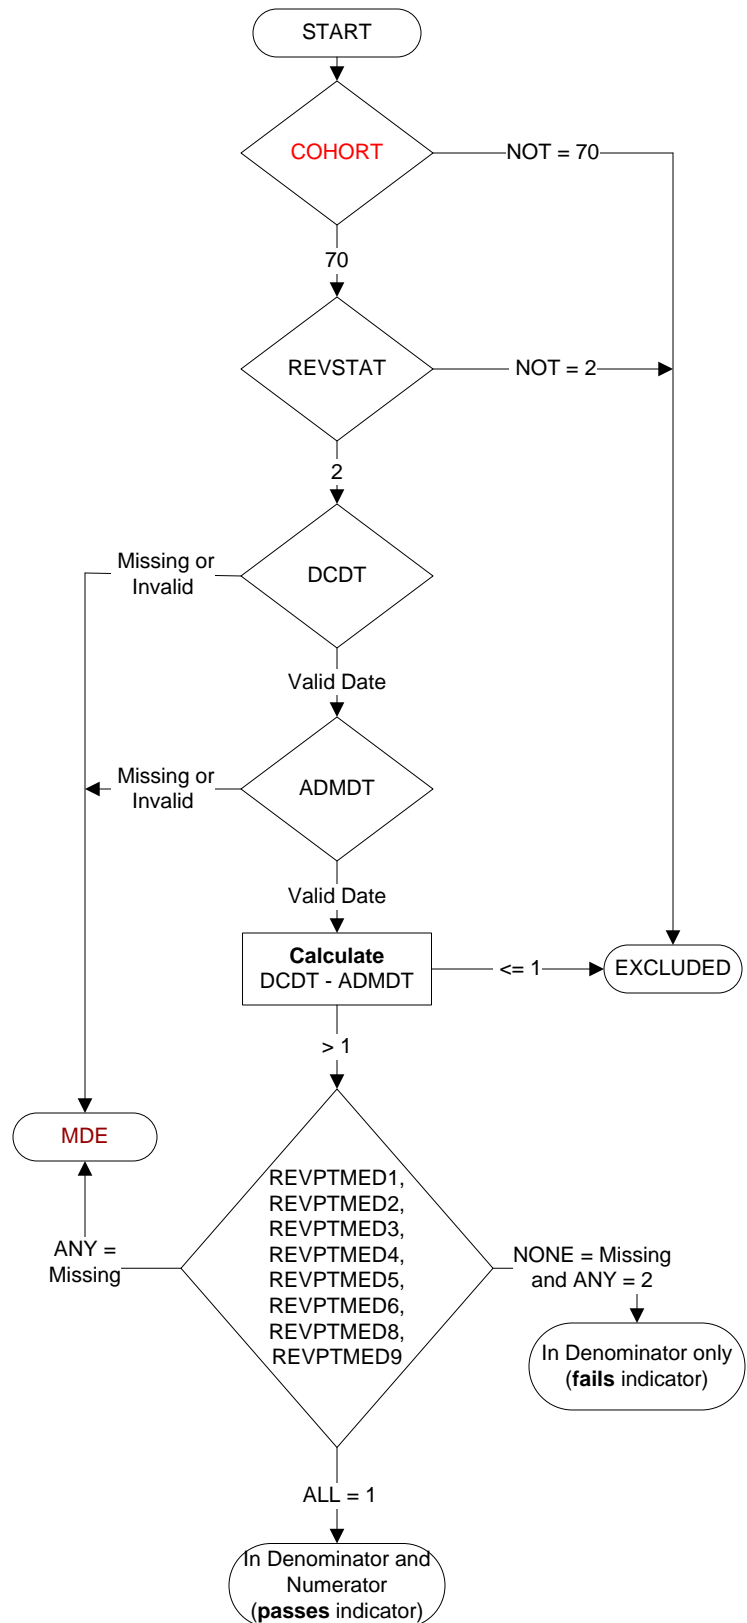 START
COHORT
NOT = 70
70
REVSTAT
NOT = 2
2
Missing or
Invalid
DCDT
Valid Date
Missing or
Invalid
ADMDT
Valid Date
Calculate
DCDT - ADMDT
<= 1
EXCLUDED
> 1
MDE
REVPTMED1,
REVPTMED2,
REVPTMED3,
REVPTMED4,
REVPTMED5,
REVPTMED6,
REVPTMED8,
REVPTMED9
ANY =
Missing
NONE = Missing
and ANY = 2
In Denominator only
(fails indicator)
ALL = 1
In Denominator and
Numerator
(passes indicator)